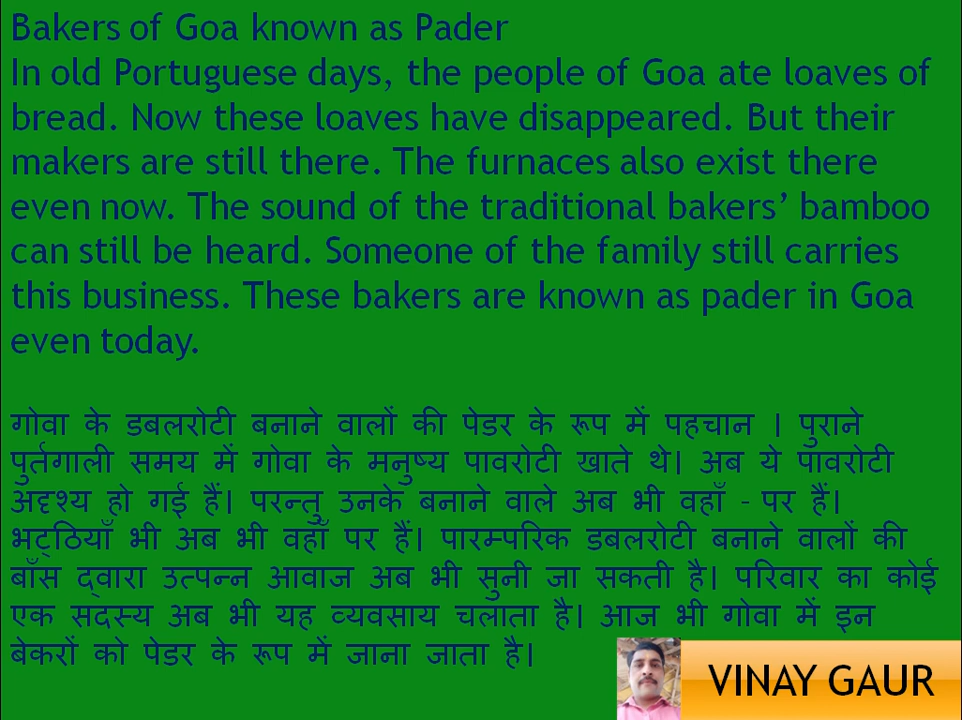 Bakers of Goa known as Pader
In old Portuguese days, the people of Goa ate loaves of
bread. Now these loaves have disappeared. But their
makers are still there. The furnaces also exist there
even now. The sound of the traditional bakers’ bamboo
can still be heard. Someone of the family still carries
this business. These bakers are known as pader in Goa
even today.
गोवा के डबलरोटी बनाने वालों की पेडर के रूप में पहचान । पुराने
पुर्तगाली समय में गोवा के मनुष्य पावरोटी खाते थे। अब ये पावरोटी
अदृश्य हो गई हैं। परन्तु उनके बनाने वाले अब भी वहाँ - पर हैं।
भट्ठियाँ भी अब भी वहाँ पर हैं। पारम्परिक डबलरोटी बनाने वालों की
बाँस द्वारा उत्पन्न आवाज अब भी सुनी जा सकती है। परिवार का कोई
एक सदस्य अब भी यह व्यवसाय चलाता है। आज भी गोवा में इन
बेकरों को पेडर के रूप में जाना जाता है।
VINAY GAUR